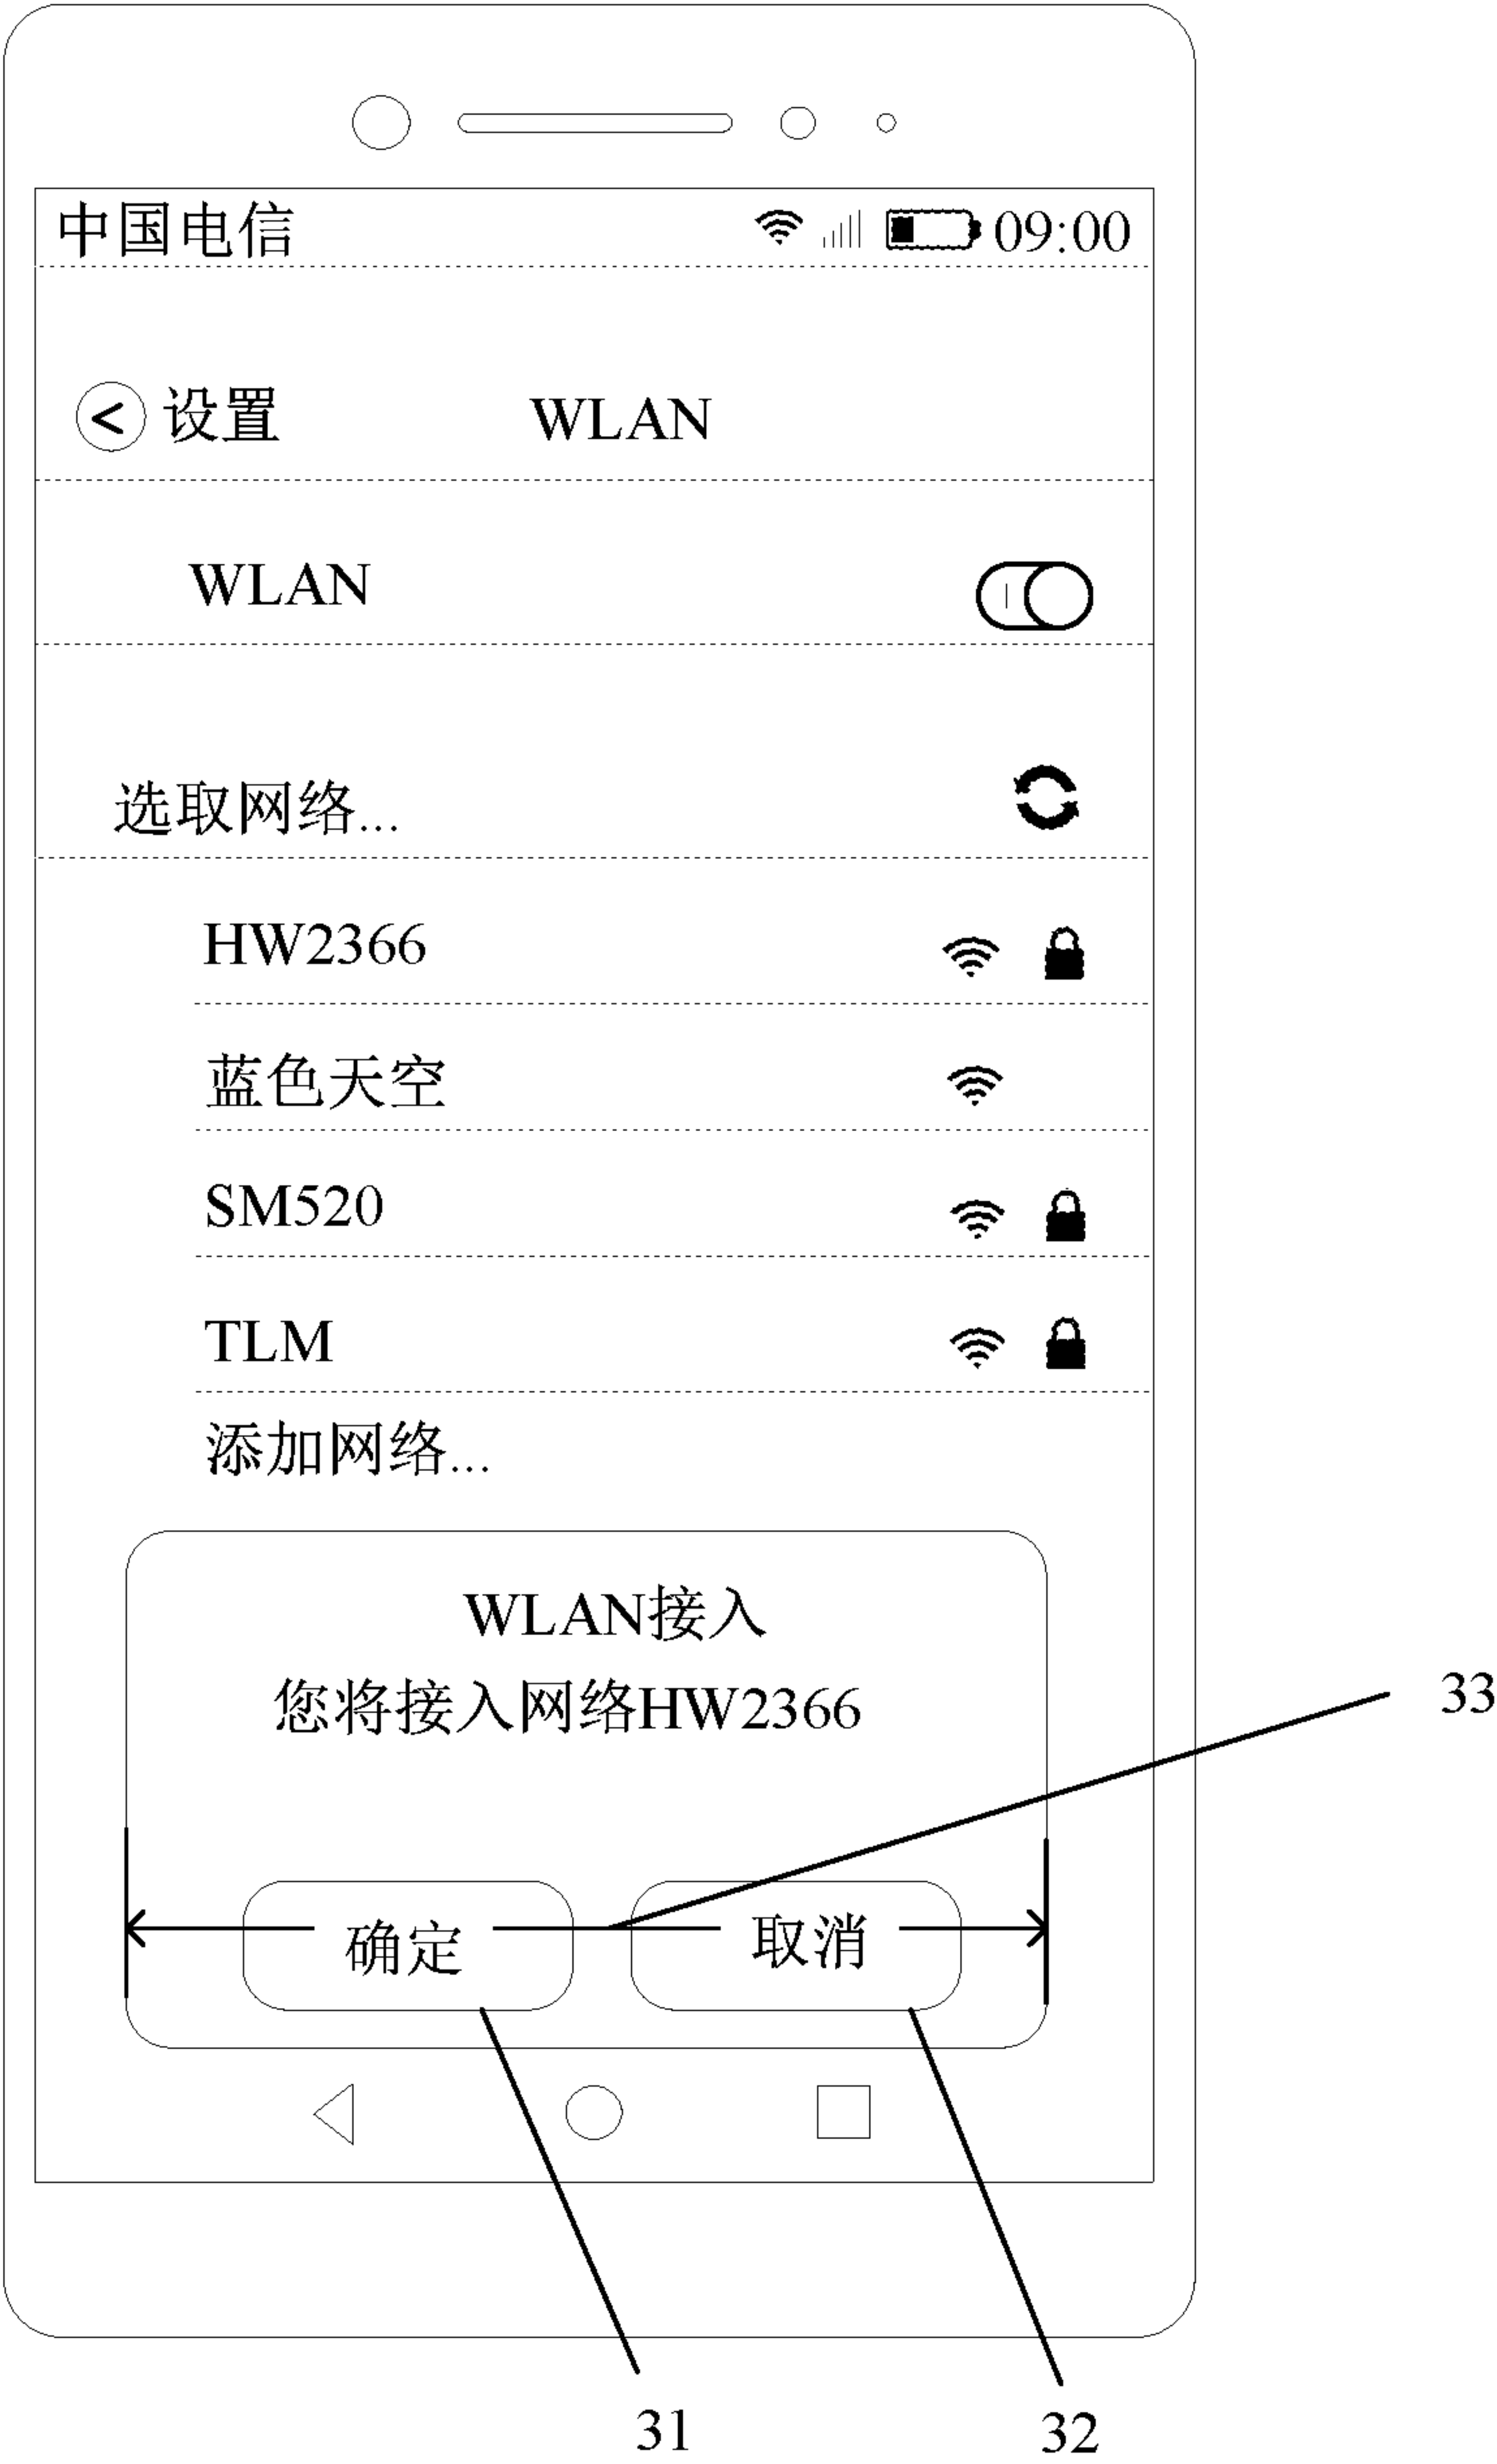 中国电信 09:00
< 设置 WLAN
WLAN
选取网络...
HW2366
蓝色天空
SM520
TLM
添加网络...
WLAN接入
您将接入网络HW2366
33
确定 取消
31 32